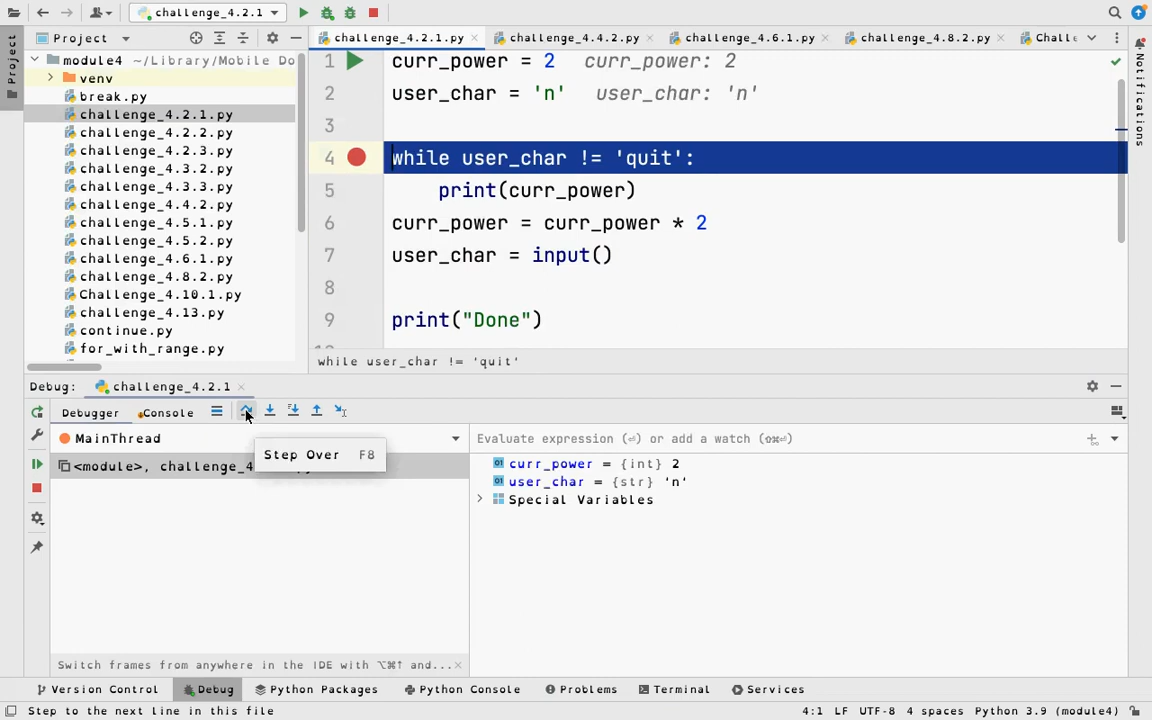 challenge_4.2.1
Project
challenge_4.2.1.py
challenge_4.4.2.py
challenge_4.6.1.py
challenge_4.8.2.py
Challe
Project
Notifications
module4 ~/Library/Mobile Do
venv
break.py
challenge_4.2.1.py
challenge_4.2.2.py
challenge_4.2.3.py
challenge_4.3.2.py
challenge_4.3.3.py
challenge_4.4.2.py
challenge_4.5.1.py
challenge_4.5.2.py
challenge_4.6.1.py
challenge_4.8.2.py
Challenge_4.10.1.py
challenge_4.13.py
continue.py
for_with_range.py
1 curr_power = 2 curr_power: 2
2 user_char = 'n' user_char: 'n'
3
4 while user_char != 'quit':
5 print(curr_power)
6 curr_power = curr_power * 2
7 user_char = input()
8
9 print("Done")
while user_char != 'quit'
Debug: challenge_4.2.1
Debugger Console
MainThread
Step Over F8
<module>, challenge_4
Evaluate expression (⏎) or add a watch (⇧⌘⏎)
curr_power = {int} 2
user_char = {str} 'n'
Special Variables
Switch frames from anywhere in the IDE with ⌥⌘↑ and...
Version Control Debug Python Packages Python Console Problems Terminal Services
Step to the next line in this file 4:1 LF UTF-8 4 spaces Python 3.9 (module4)